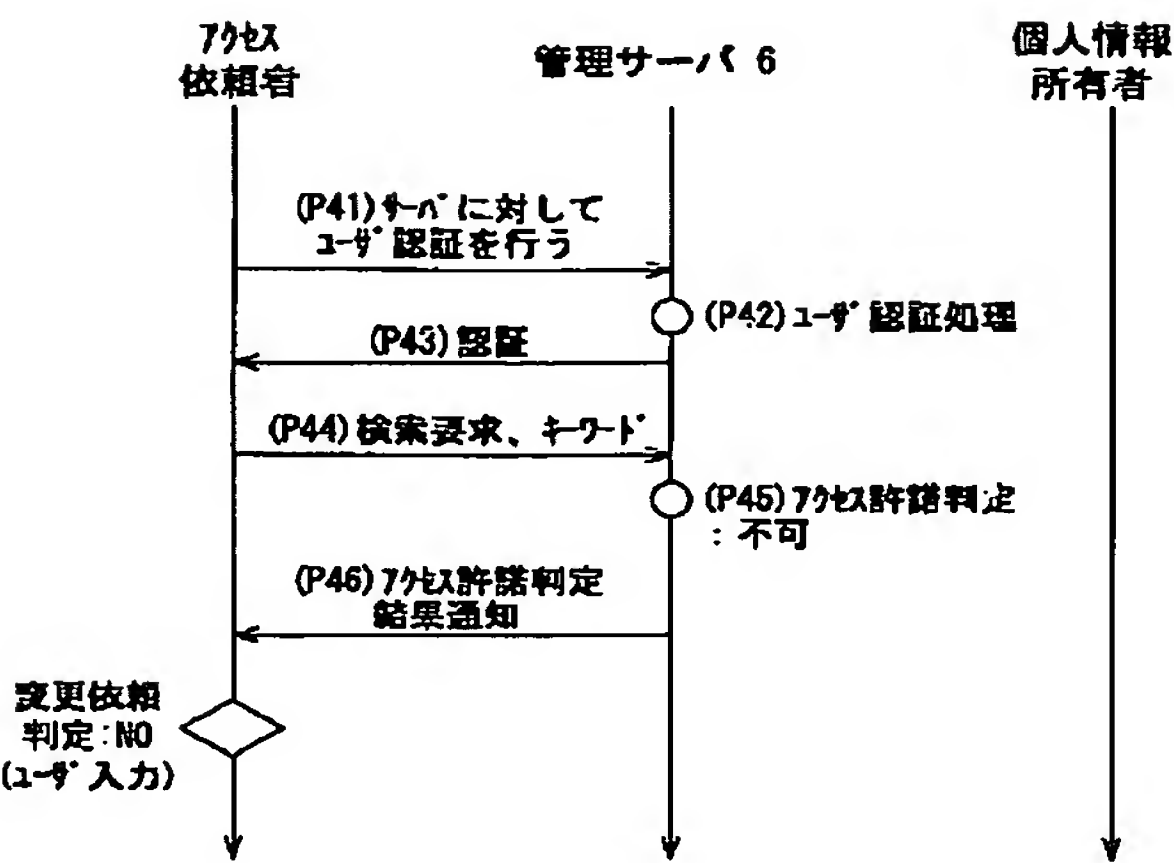 ｱｸｾｽ
依頼者
管理サーバ 6
個人情報
所有者
(P41)ｻｰﾊﾞに対して
ﾕｰｻﾞ認証を行う
(P42)ﾕｰｻﾞ認証処理
(P43)認証
(P44)検索要求、ｷｰﾜｰﾄﾞ
(P45)ｱｸｾｽ許諾判定
:不可
(P46)ｱｸｾｽ許諾判定
結果通知
変更依頼
判定:NO
(ﾕｰｻﾞ入力)